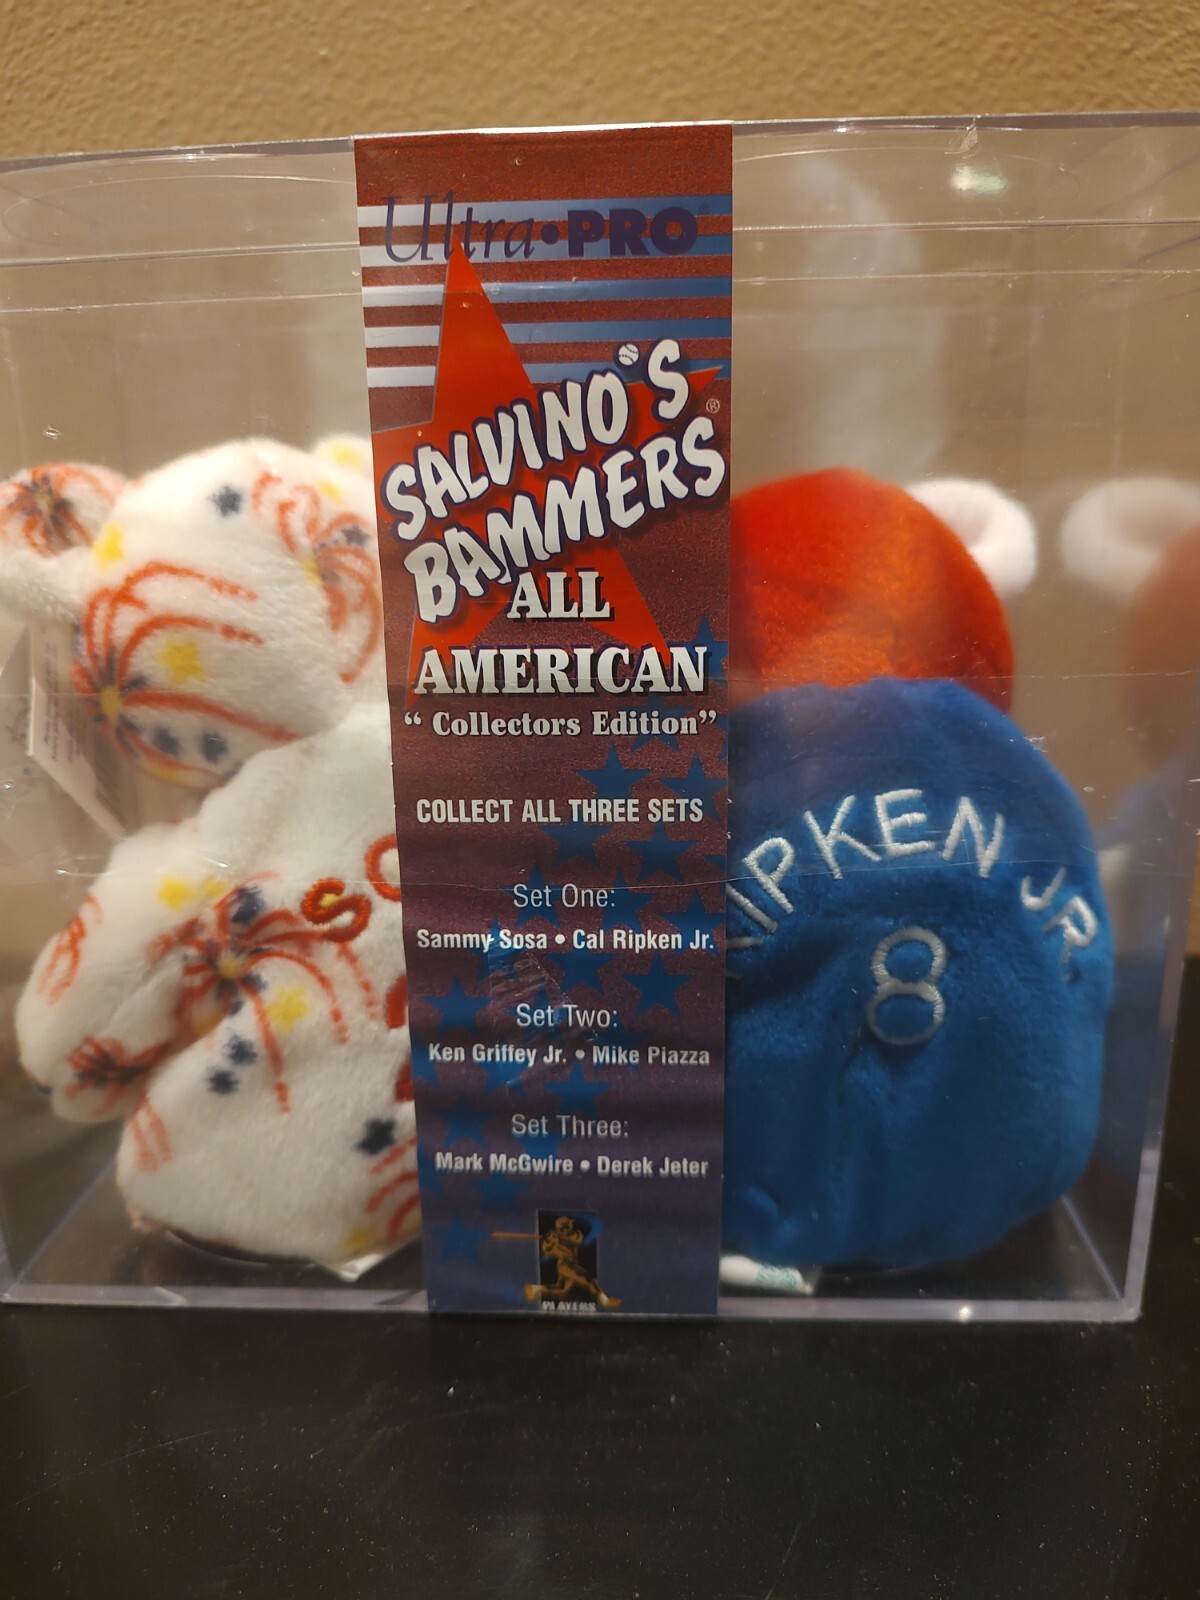 Ultra•PRO
SALVINO'S
BAMMERS®
ALL
AMERICAN
“Collectors Edition”
COLLECT ALL THREE SETS
Set One:
Sammy Sosa • Cal Ripken Jr.
Set Two:
Ken Griffey Jr. • Mike Piazza
Set Three:
Mark McGwire • Derek Jeter
PLAYERS
SO
RIPKEN JR
8